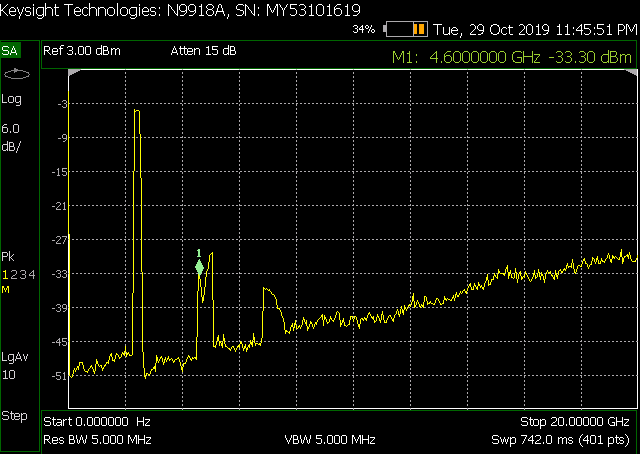 Keysight Technologies: N9918A, SN: MY53101619
34% Tue, 29 Oct 2019 11:45:51 PM
SA Ref 3.00 dBm Atten 15 dB
M1: 4.6000000 GHz -33.30 dBm
Log
6.0
dB/
-3
-9
-15
-21
-27
-33
-39
-45
-51
1
Pk
1234
M
LgAv
10
Step
Start 0.000000 Hz Stop 20.00000 GHz
Res BW 5.000 MHz VBW 5.000 MHz Swp 742.0 ms (401 pts)